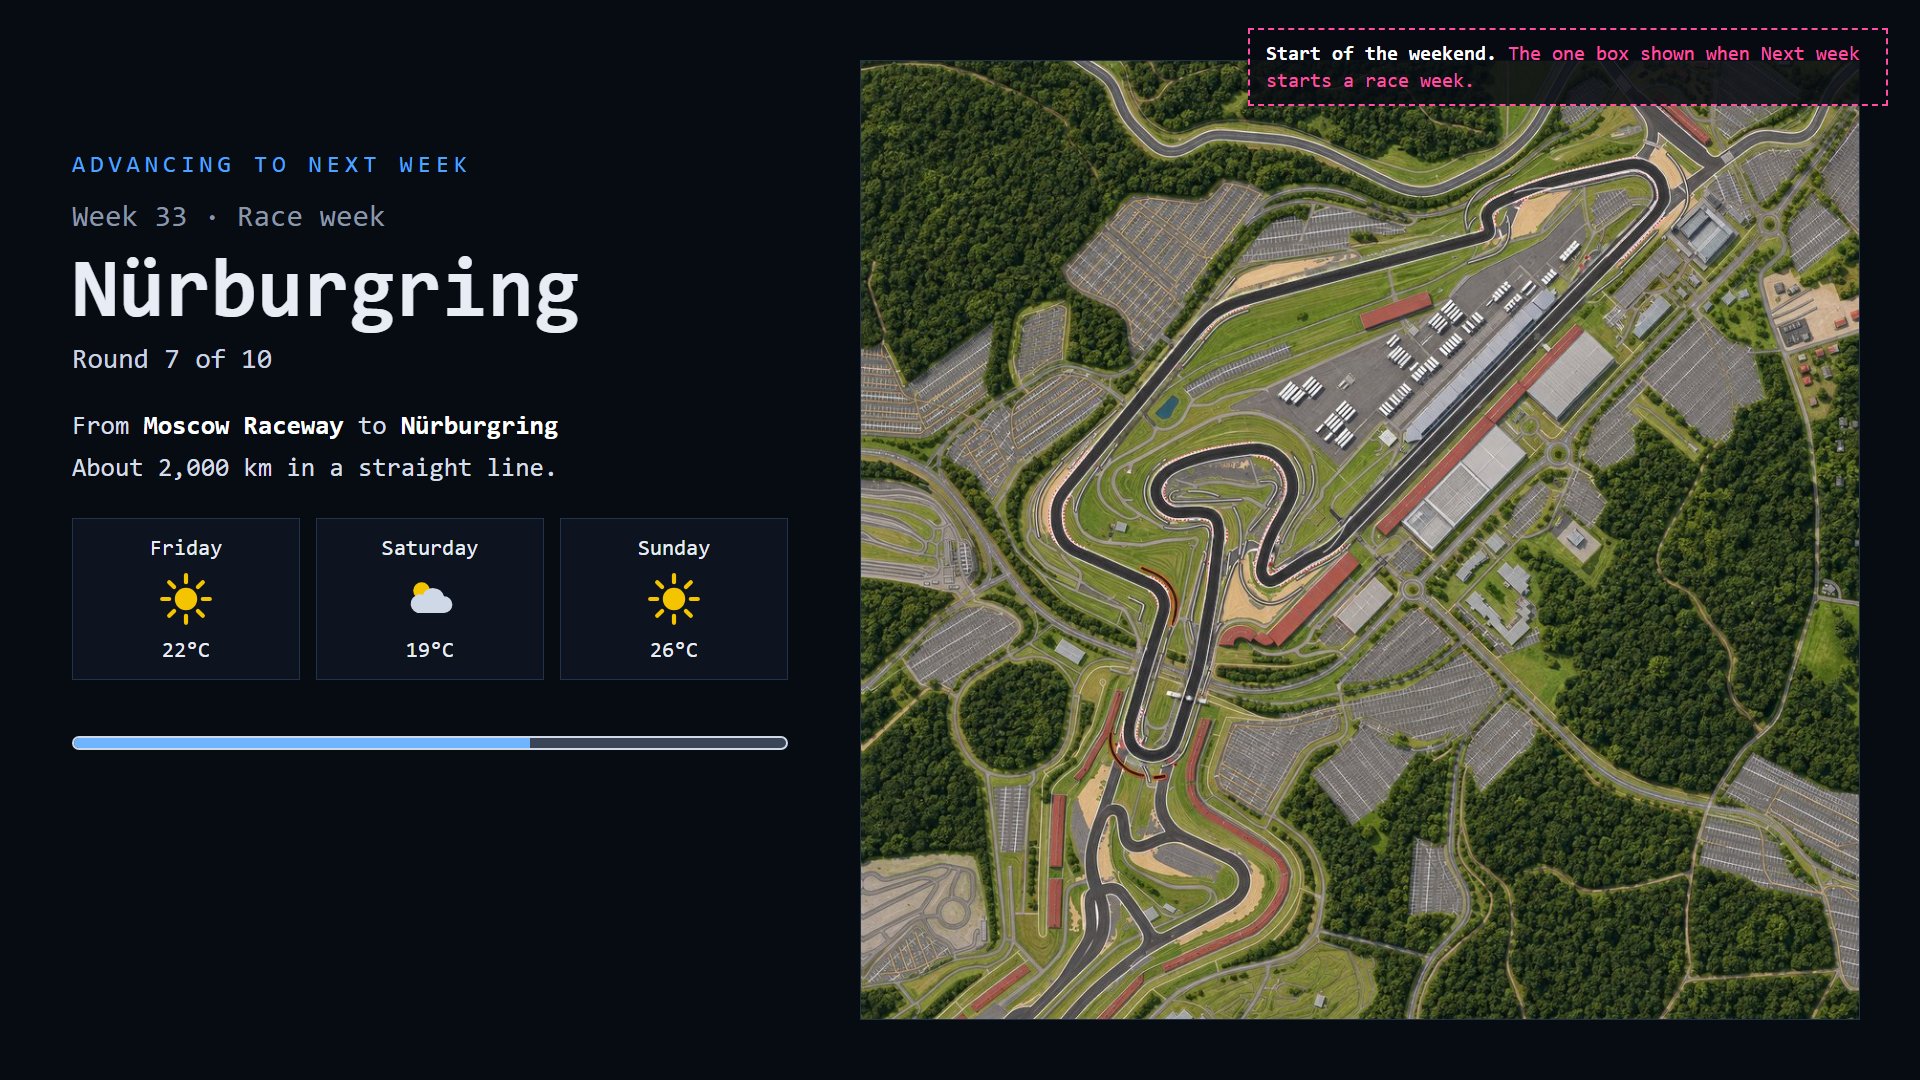 Start of the weekend. The one box shown when Next week
starts a race week.
ADVANCING TO NEXT WEEK
Week 33 · Race week
Nürburgring
Round 7 of 10
From Moscow Raceway to Nürburgring
About 2,000 km in a straight line.
Friday
22°C
Saturday
19°C
Sunday
26°C